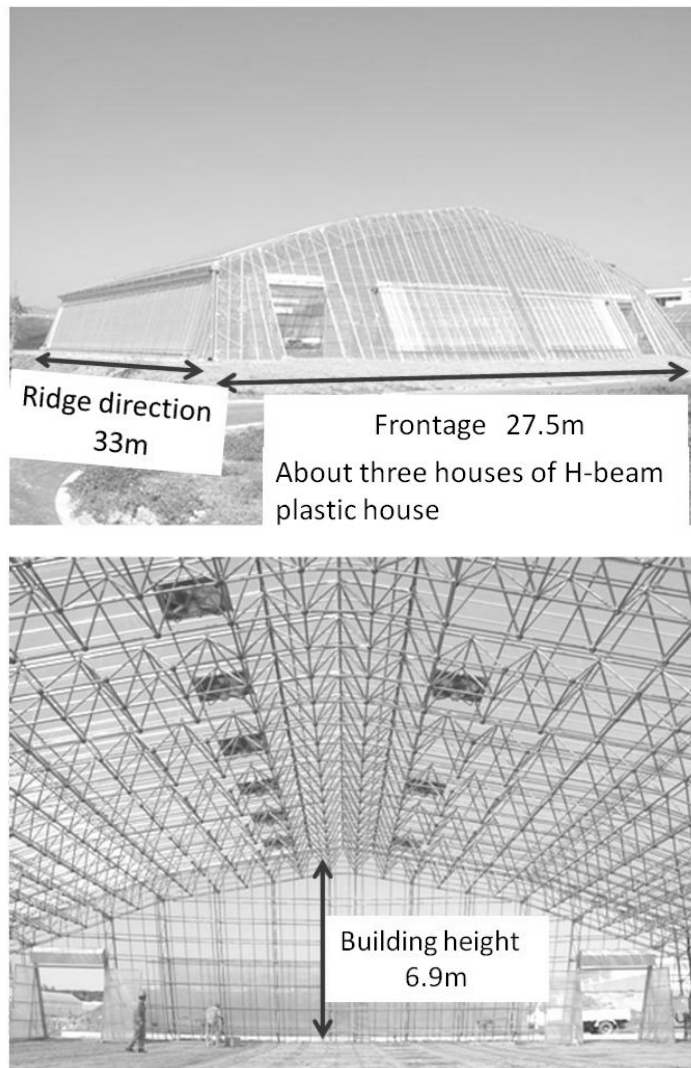 Ridge direction
33m
Frontage 27.5m
About three houses of H-beam
plastic house
Building height
6.9m